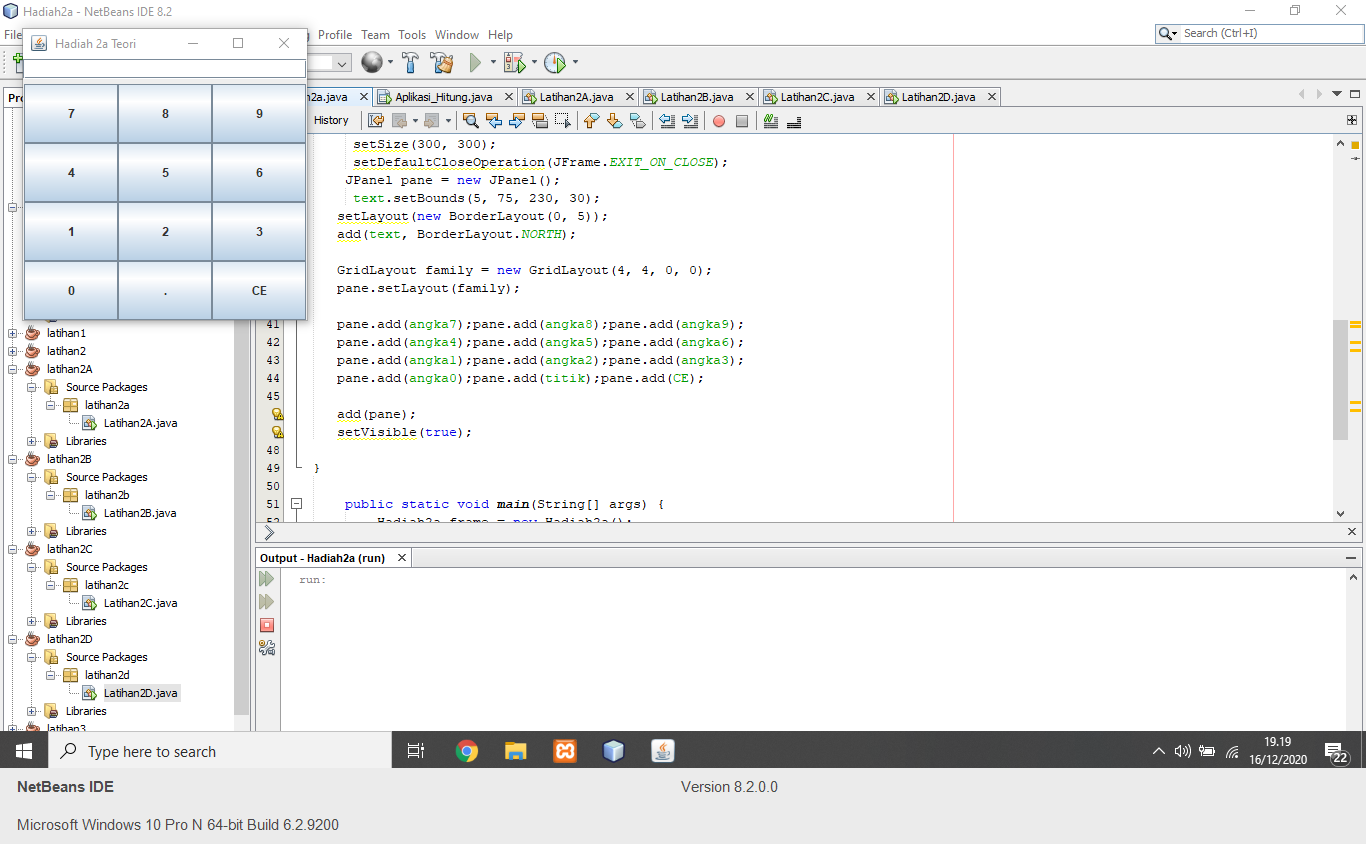 Hadiah2a - NetBeans IDE 8.2
File
Profile Team Tools Window Help
Search (Ctrl+I)
Hadiah 2a Teori
7 8 9
4 5 6
1 2 3
0 . CE
2a.java Aplikasi_Hitung.java Latihan2A.java Latihan2B.java Latihan2C.java Latihan2D.java
History
setSize(300, 300);
setDefaultCloseOperation(JFrame.EXIT_ON_CLOSE);
JPanel pane = new JPanel();
text.setBounds(5, 75, 230, 30);
setLayout(new BorderLayout(0, 5));
add(text, BorderLayout.NORTH);
GridLayout family = new GridLayout(4, 4, 0, 0);
pane.setLayout(family);
41 pane.add(angka7);pane.add(angka8);pane.add(angka9);
42 pane.add(angka4);pane.add(angka5);pane.add(angka6);
43 pane.add(angka1);pane.add(angka2);pane.add(angka3);
44 pane.add(angka0);pane.add(titik);pane.add(CE);
45
add(pane);
setVisible(true);
48
49 }
50
51 public static void main(String[] args) {
52 Hadiah2a frame = new Hadiah2a();
latihan1
latihan2
latihan2A
Source Packages
latihan2a
Latihan2A.java
Libraries
latihan2B
Source Packages
latihan2b
Latihan2B.java
Libraries
latihan2C
Source Packages
latihan2c
Latihan2C.java
Libraries
latihan2D
Source Packages
latihan2d
Latihan2D.java
Libraries
latihan3
Output - Hadiah2a (run)
run:
Type here to search
19.19
16/12/2020
22
NetBeans IDE Version 8.2.0.0
Microsoft Windows 10 Pro N 64-bit Build 6.2.9200